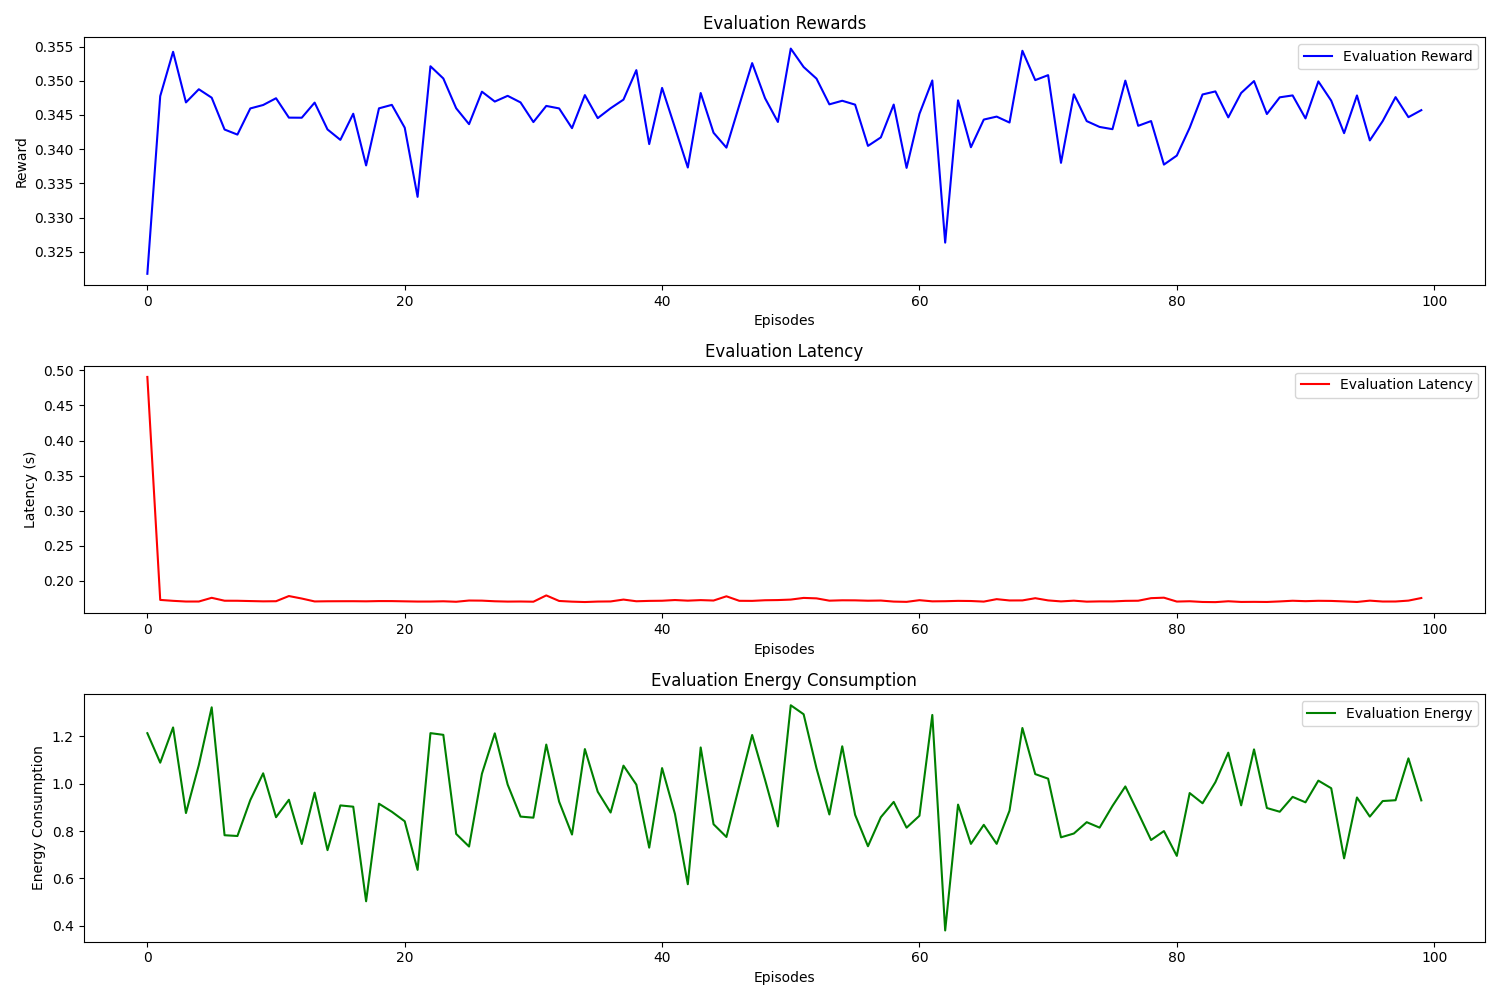 Evaluation Rewards
Reward
0.355
0.350
0.345
0.340
0.335
0.330
0.325
Evaluation Reward
0 20 40 60 80 100
Episodes
Evaluation Latency
Latency (s)
0.50
0.45
0.40
0.35
0.30
0.25
0.20
Evaluation Latency
0 20 40 60 80 100
Episodes
Evaluation Energy Consumption
Energy Consumption
1.2
1.0
0.8
0.6
0.4
Evaluation Energy
0 20 40 60 80 100
Episodes